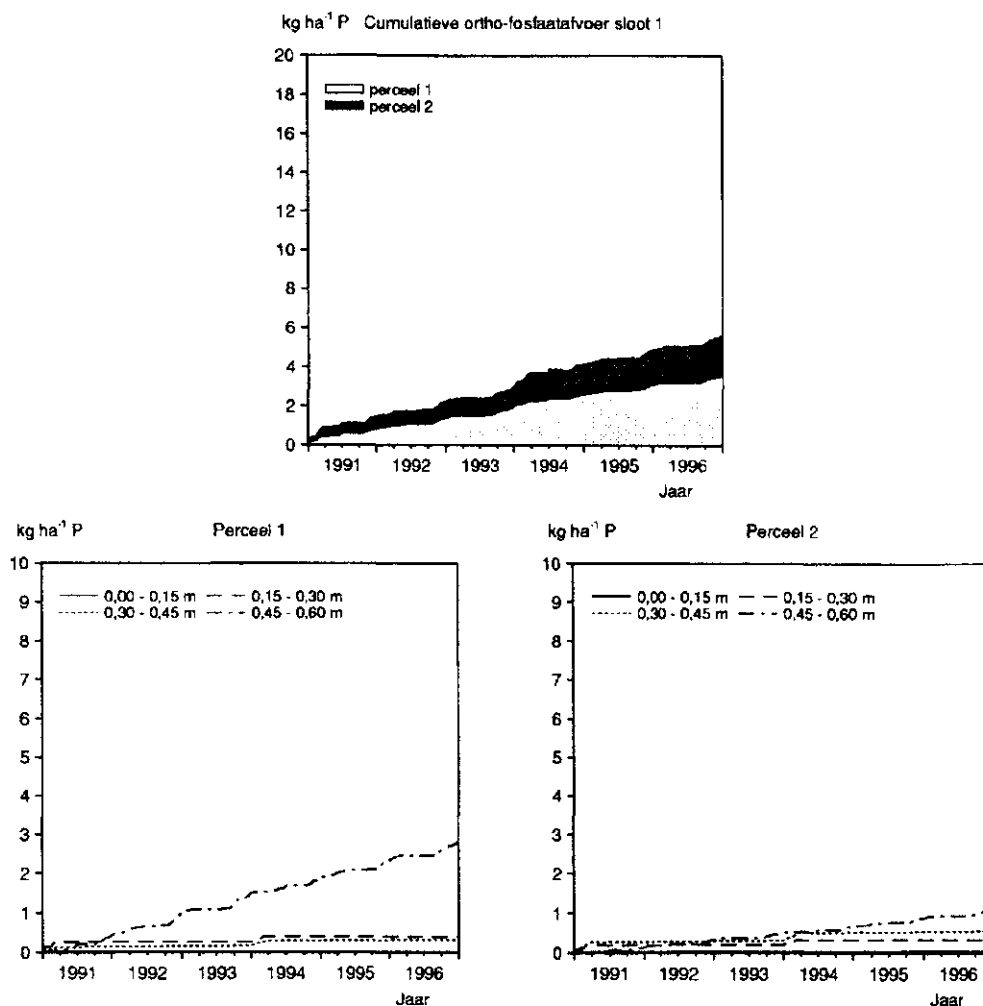 kg ha⁻¹ P Cumulatieve ortho-fosfaatafvoer sloot 1
20
18
16
14
12
10
8
6
4
2
0
perceel 1
perceel 2
1991 1992 1993 1994 1995 1996
Jaar
kg ha⁻¹ P Perceel 1
10
9
8
7
6
5
4
3
2
1
0
0,00 - 0,15 m 0,15 - 0,30 m
0,30 - 0,45 m 0,45 - 0,60 m
1991 1992 1993 1994 1995 1996
Jaar
kg ha⁻¹ P Perceel 2
10
9
8
7
6
5
4
3
2
1
0
0,00 - 0,15 m 0,15 - 0,30 m
0,30 - 0,45 m 0,45 - 0,60 m
1991 1992 1993 1994 1995 1996
Jaar